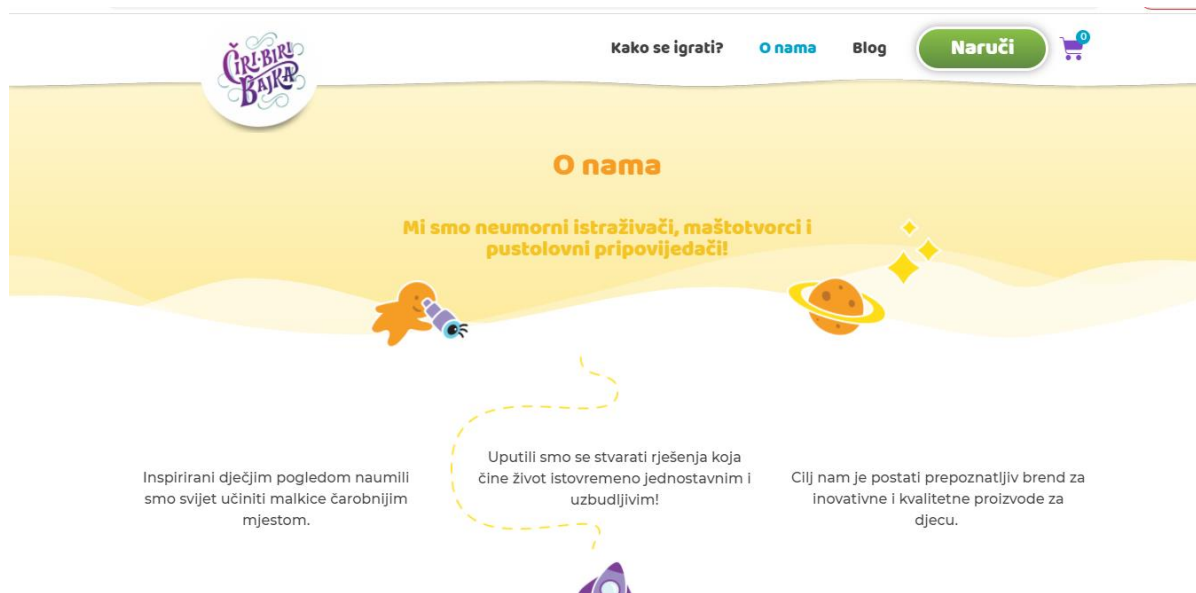 ČIRI-BIRI
BAJKA
Kako se igrati?
O nama
Blog
Naruči
0
O nama
Mi smo neumorni istraživači, maštotvorci i
pustolovni pripovijedači!
Inspirirani dječjim pogledom naumili
smo svijet učiniti malkice čarobnijim
mjestom.
Uputili smo se stvarati rješenja koja
čine život istovremeno jednostavnim i
uzbudljivim!
Cilj nam je postati prepoznatljiv brend za
inovativne i kvalitetne proizvode za
djecu.